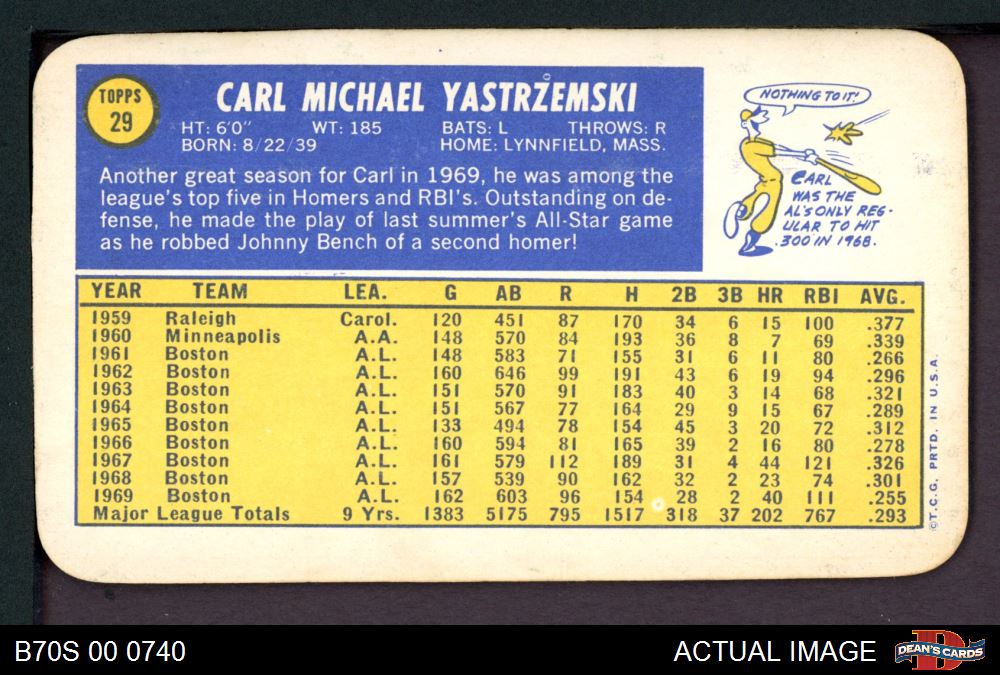 TOPPS
29
CARL MICHAEL YASTRZEMSKI
HT: 6'0" WT: 185 BATS: L THROWS: R
BORN: 8/22/39 HOME: LYNNFIELD, MASS.
Another great season for Carl in 1969, he was among the
league's top five in Homers and RBI's. Outstanding on de-
fense, he made the play of last summer's All-Star game
as he robbed Johnny Bench of a second homer!
NOTHING TO IT!
CARL
WAS THE
AL'S ONLY REG-
ULAR TO HIT
.300 IN 1968.
YEAR TEAM LEA. G AB R H 2B 3B HR RBI AVG.
1959 Raleigh Carol. 120 451 87 170 34 6 15 100 .377
1960 Minneapolis A.A. 148 570 84 193 36 8 7 69 .339
1961 Boston A.L. 148 583 71 155 31 6 11 80 .266
1962 Boston A.L. 160 646 99 191 43 6 19 94 .296
1963 Boston A.L. 151 570 91 183 40 3 14 68 .321
1964 Boston A.L. 151 567 77 164 29 9 15 67 .289
1965 Boston A.L. 133 494 78 154 45 3 20 72 .312
1966 Boston A.L. 160 594 81 165 39 2 16 80 .278
1967 Boston A.L. 161 579 112 189 31 4 44 121 .326
1968 Boston A.L. 157 539 90 162 32 2 23 74 .301
1969 Boston A.L. 162 603 96 154 28 2 40 111 .255
Major League Totals 9 Yrs. 1383 5175 795 1517 318 37 202 767 .293
©T.C.G. PRTD. IN U.S.A.
B70S 00 0740
ACTUAL IMAGE
D
DEAN'S CARDS